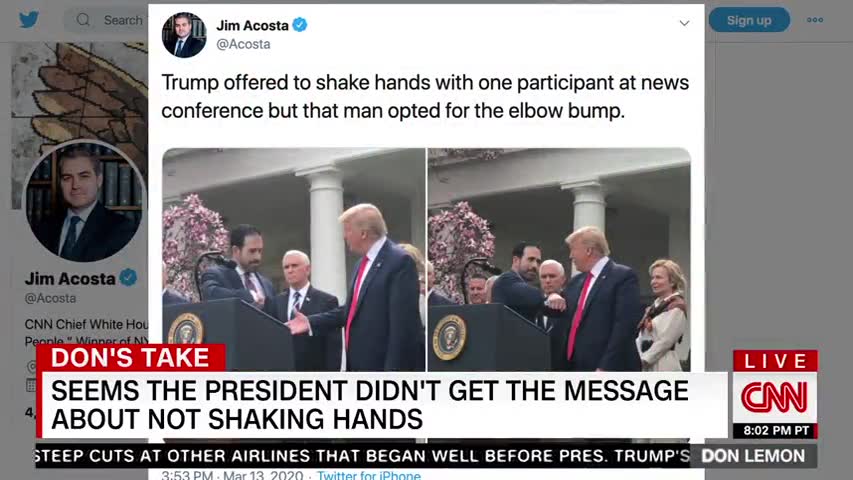 Search T
Sign up
Jim Acosta
@Acosta
Trump offered to shake hands with one participant at news
conference but that man opted for the elbow bump.
Jim Acosta
@Acosta
CNN Chief White Hou
People." Winner of NY
4,
DON'S TAKE
SEEMS THE PRESIDENT DIDN'T GET THE MESSAGE
ABOUT NOT SHAKING HANDS
LIVE
CNN
8:02 PM PT
STEEP CUTS AT OTHER AIRLINES THAT BEGAN WELL BEFORE PRES. TRUMP'S
DON LEMON
3:53 PM · Mar 13, 2020 · Twitter for iPhone